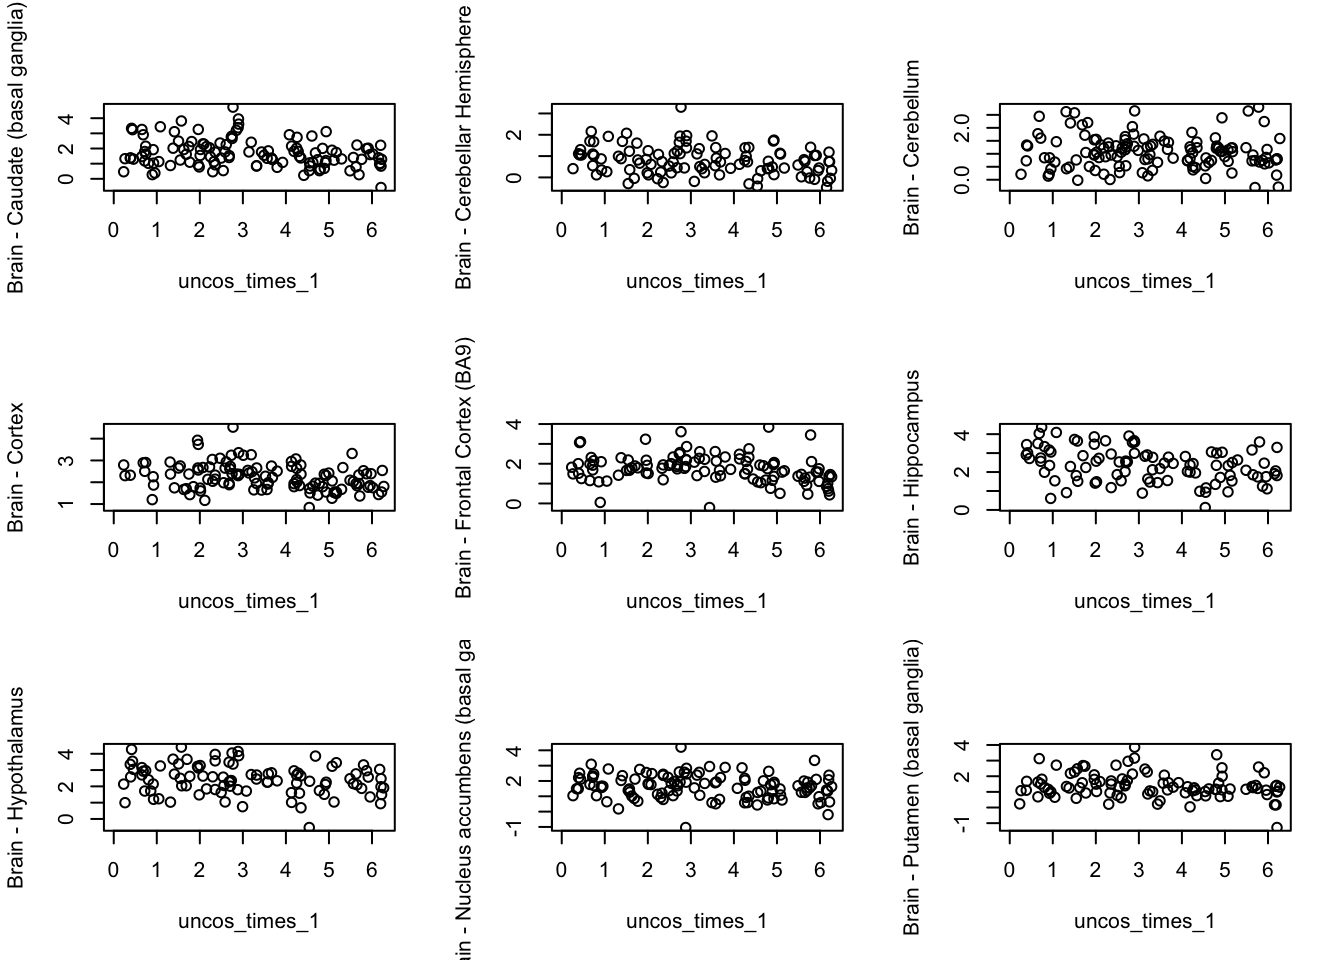 Brain - Caudate (basal ganglia)
0 2 4
0 1 2 3 4 5 6
uncos_times_1
Brain - Cerebellar Hemisphere
0 2
0 1 2 3 4 5 6
uncos_times_1
Brain - Cerebellum
0.0 2.0
0 1 2 3 4 5 6
uncos_times_1
Brain - Cortex
1 3
0 1 2 3 4 5 6
uncos_times_1
Brain - Frontal Cortex (BA9)
0 2 4
0 1 2 3 4 5 6
uncos_times_1
Brain - Hippocampus
0 2 4
0 1 2 3 4 5 6
uncos_times_1
Brain - Hypothalamus
0 2 4
0 1 2 3 4 5 6
uncos_times_1
ain - Nucleus accumbens (basal ga
-1 2 4
0 1 2 3 4 5 6
uncos_times_1
Brain - Putamen (basal ganglia)
-1 2 4
0 1 2 3 4 5 6
uncos_times_1